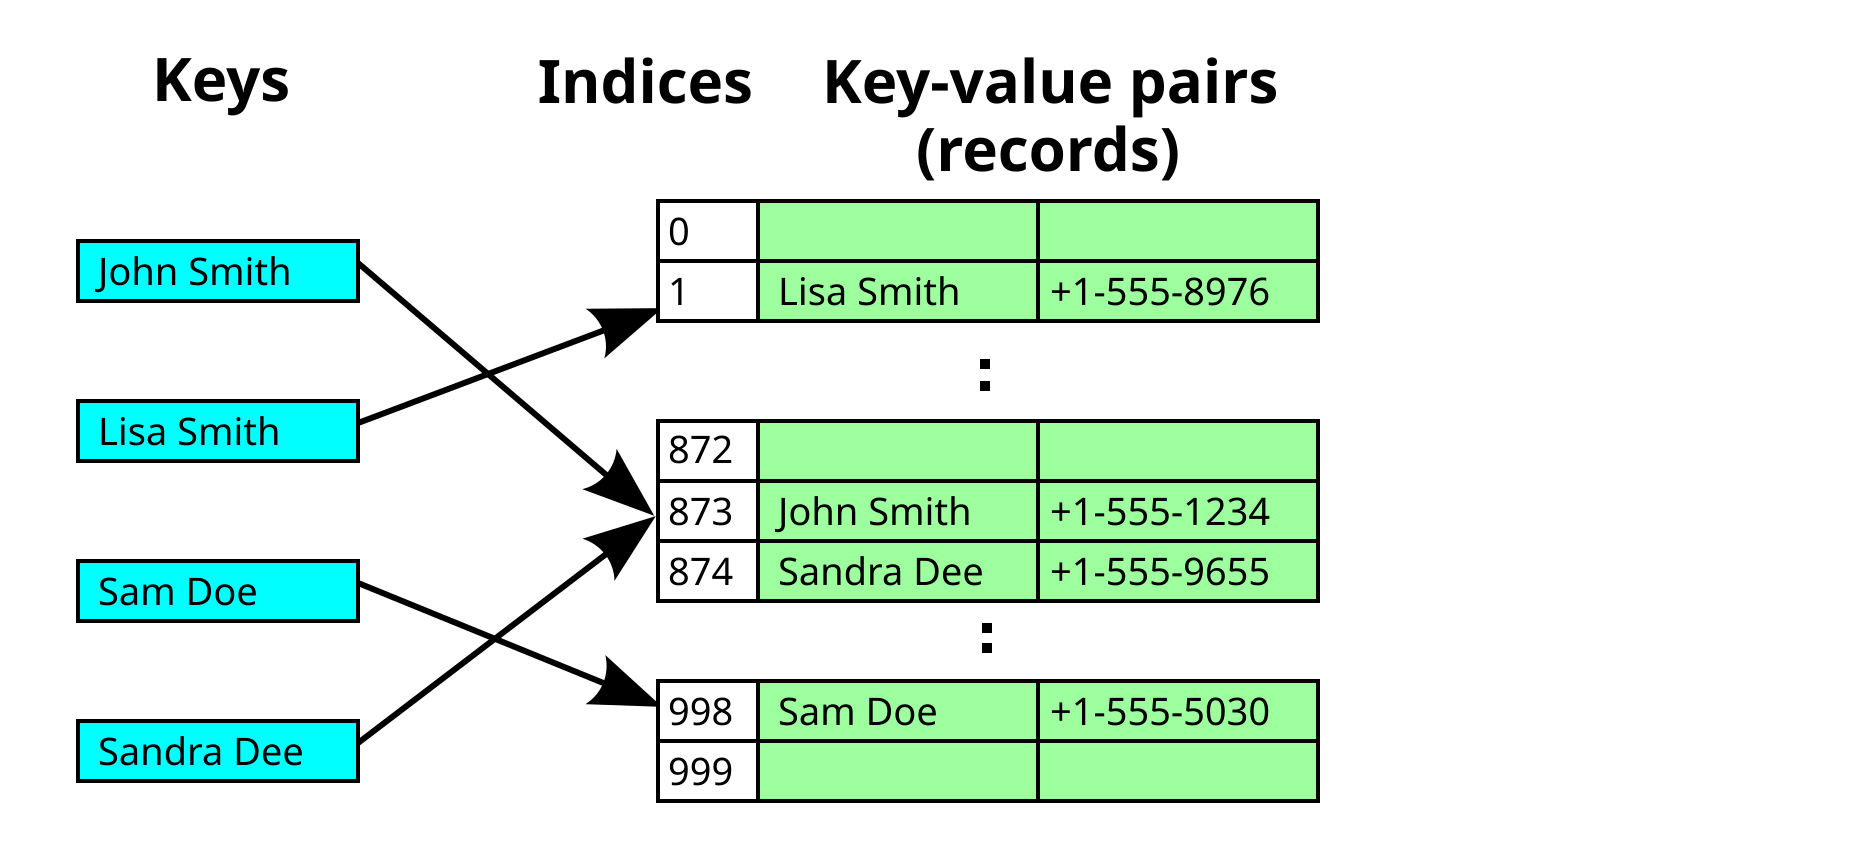 Keys
Indices
Key-value pairs
(records)
John Smith
Lisa Smith
Sam Doe
Sandra Dee
0
1 Lisa Smith +1-555-8976
:
872
873 John Smith +1-555-1234
874 Sandra Dee +1-555-9655
:
998 Sam Doe +1-555-5030
999